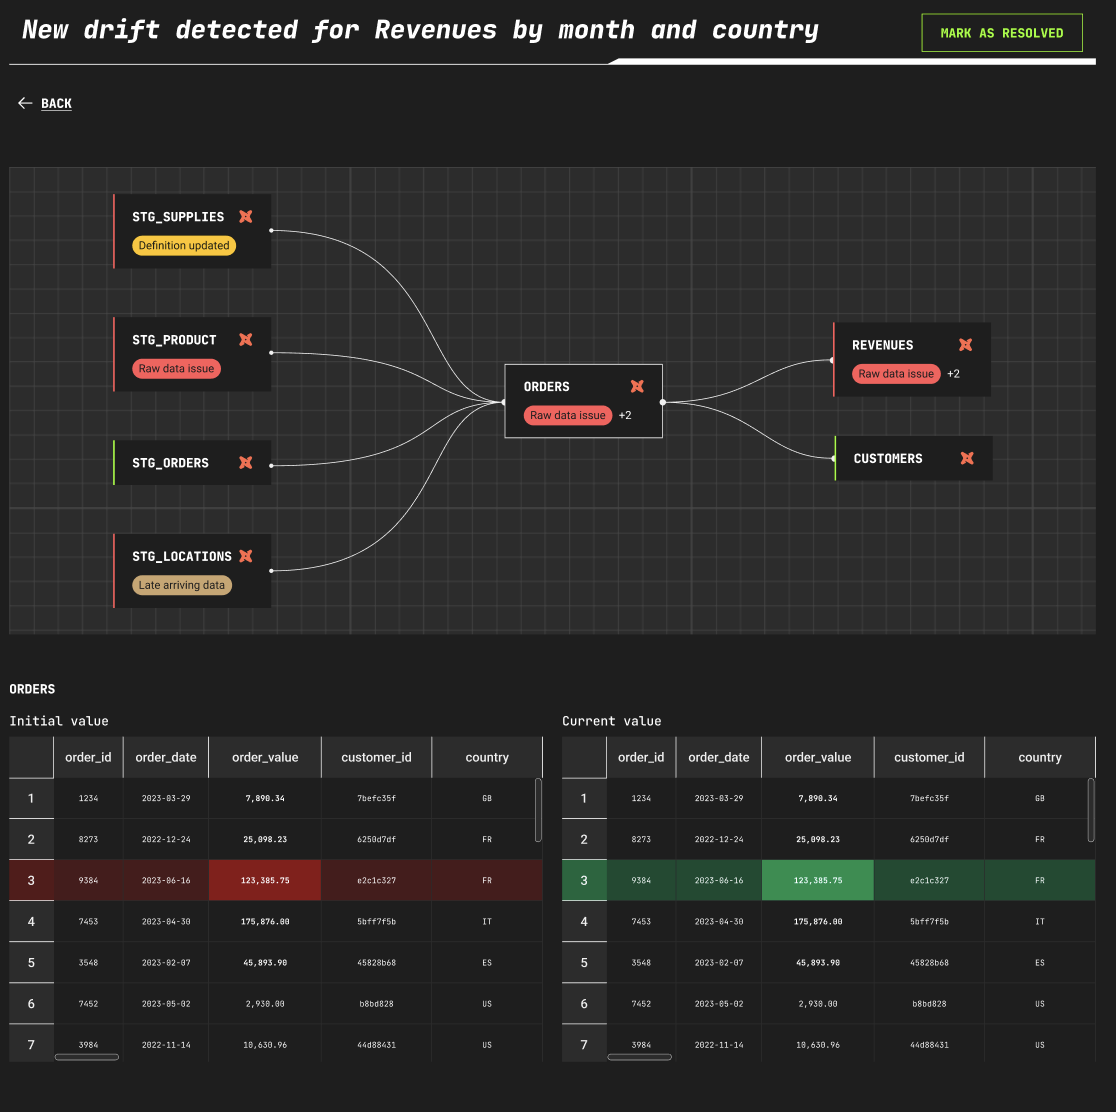 New drift detected for Revenues by month and country
MARK AS RESOLVED
BACK
STG_SUPPLIES
Definition updated
STG_PRODUCT
Raw data issue
STG_ORDERS
STG_LOCATIONS
Late arriving data
ORDERS
Raw data issue +2
REVENUES
Raw data issue +2
CUSTOMERS
ORDERS
Initial value
order_id order_date order_value customer_id country
1 1234 2023-03-29 7,890.34 7befc35f GB
2 8273 2022-12-24 25,098.23 6250d7df FR
3 9384 2023-06-16 123,385.75 e2c1c327 FR
4 7453 2023-04-30 175,876.00 5bff7f5b IT
5 3548 2023-02-07 45,893.90 45828b68 ES
6 7452 2023-05-02 2,930.00 b8bd828 US
7 3984 2022-11-14 10,630.96 44d88431 US
Current value
order_id order_date order_value customer_id country
1 1234 2023-03-29 7,890.34 7befc35f GB
2 8273 2022-12-24 25,098.23 6250d7df FR
3 9384 2023-06-16 123,385.75 e2c1c327 FR
4 7453 2023-04-30 175,876.00 5bff7f5b IT
5 3548 2023-02-07 45,893.90 45828b68 ES
6 7452 2023-05-02 2,930.00 b8bd828 US
7 3984 2022-11-14 10,630.96 44d88431 US